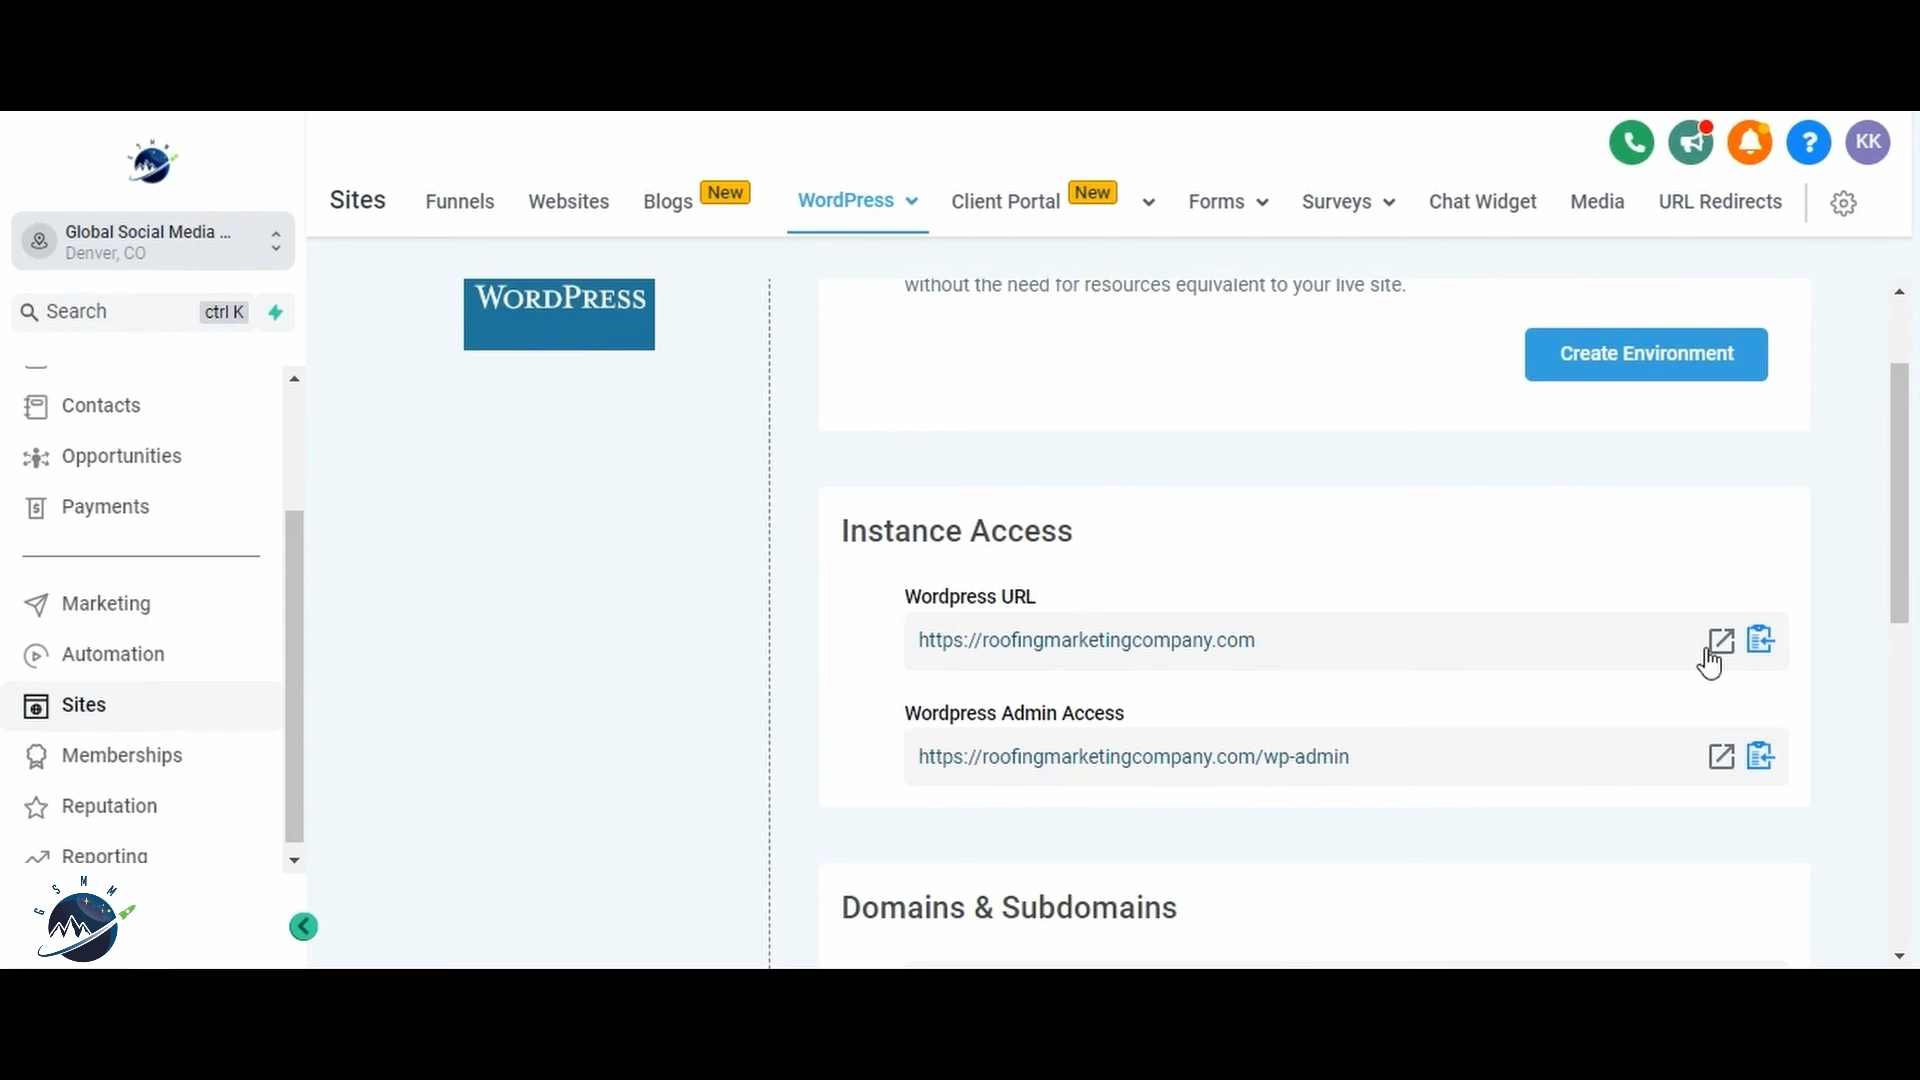 KK
Sites
Funnels
Websites
Blogs
New
WordPress
Client Portal
New
Forms
Surveys
Chat Widget
Media
URL Redirects
Global Social Media ...
Denver, CO
Search
ctrl K
Contacts
Opportunities
Payments
Marketing
Automation
Sites
Memberships
Reputation
Reporting
G S M M
WORDPRESS
without the need for resources equivalent to your live site.
Create Environment
Instance Access
Wordpress URL
https://roofingmarketingcompany.com
Wordpress Admin Access
https://roofingmarketingcompany.com/wp-admin
Domains & Subdomains